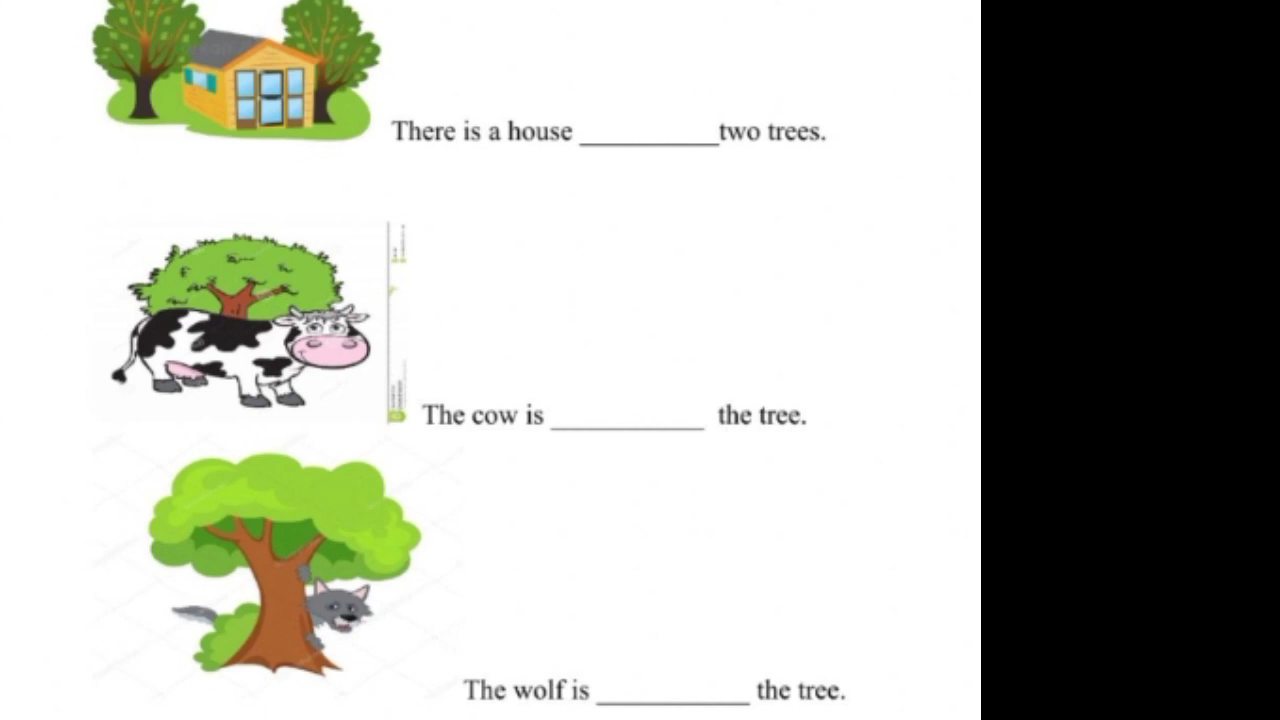 There is a house __________two trees.
The cow is ___________ the tree.
The wolf is ___________ the tree.